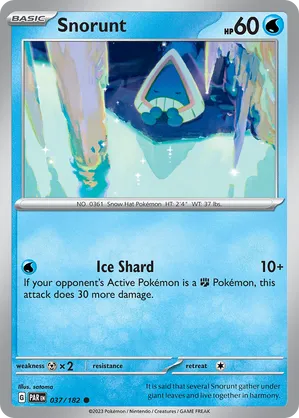 BASIC
Snorunt
HP 60
NO. 0361 Snow Hat Pokémon HT: 2'4" WT: 37 lbs.
Ice Shard 10+
If your opponent's Active Pokémon is a Pokémon, this
attack does 30 more damage.
weakness ×2 resistance retreat
Illus. satoma
It is said that several Snorunt gather under
giant leaves and live together in harmony.
G PAR EN 037/182
©2023 Pokémon / Nintendo / Creatures / GAME FREAK